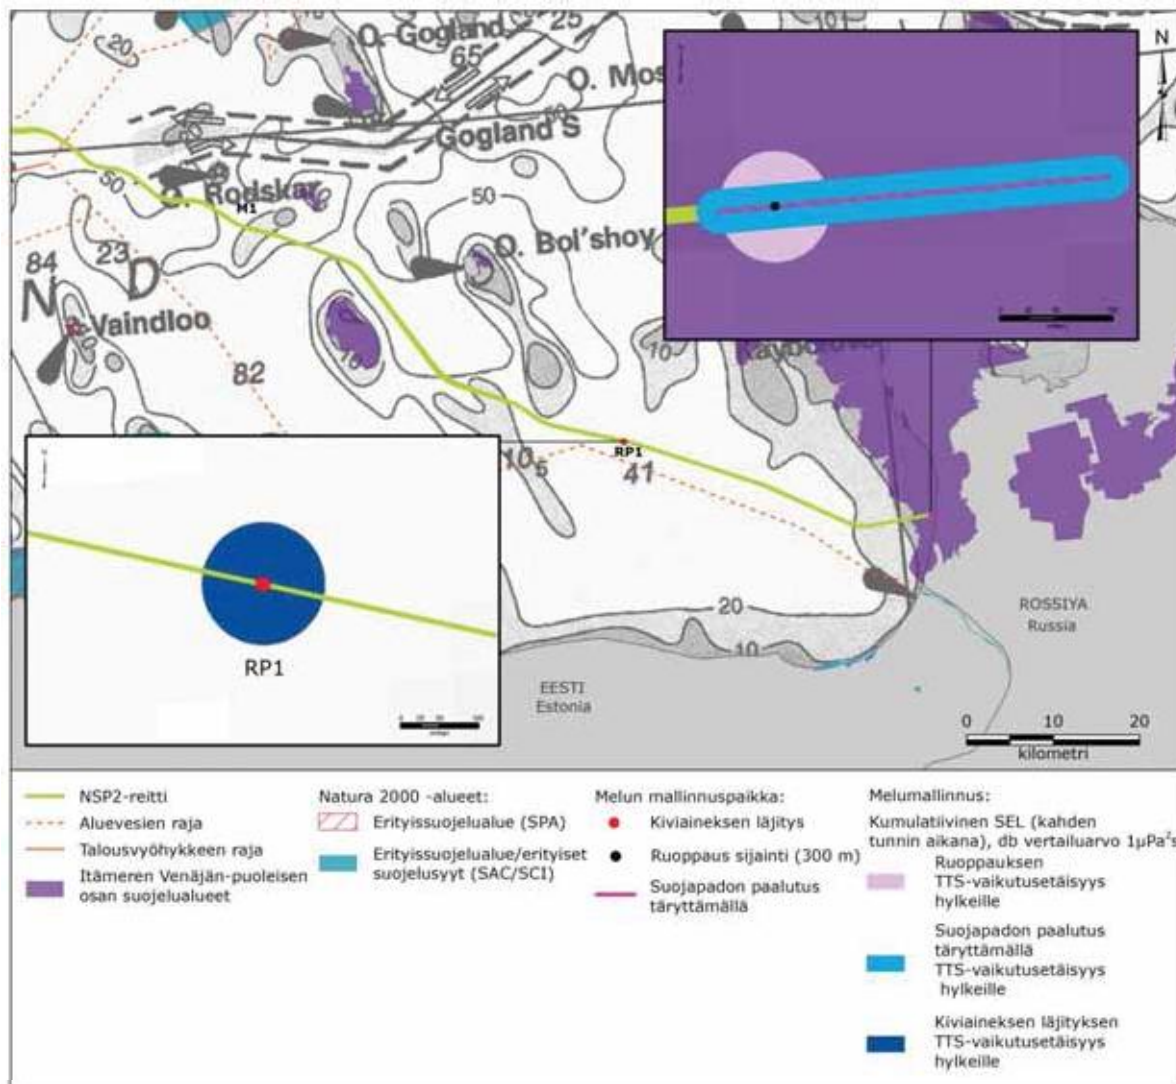 20
10
O. Gogland
65
25
O. Mos
N
50
Gogland S
50
O. Rodskar
M1
50
O. Bol'shoy
84
23
N D
Vaindloo
10
10
82
10 5
RP1
41
RP1
20
10
ROSSIYA
Russia
EESTI
Estonia
0 10 20
kilometri
NSP2-reitti
Aluevesien raja
Talousvyöhykkeen raja
Itämeren Venäjän-puoleisen
osan suojelualueet
Natura 2000 -alueet:
Erityissuojelualue (SPA)
Erityissuojelualue/erityiset
suojelusyyt (SAC/SCI)
Melun mallinnuspaikka:
Kiviaineksen läjitys
Ruoppaus sijainti (300 m)
Suojapadon paalutus
täryttämällä
Melumallinnus:
Kumulatiivinen SEL (kahden
tunnin aikana), db vertailuarvo 1µPa²s
Ruoppauksen
TTS-vaikutusetäisyys
hylkeille
Suojapadon paalutus
täryttämällä
TTS-vaikutusetäisyys
hylkeille
Kiviaineksen läjityksen
TTS-vaikutusetäisyys
hylkeille